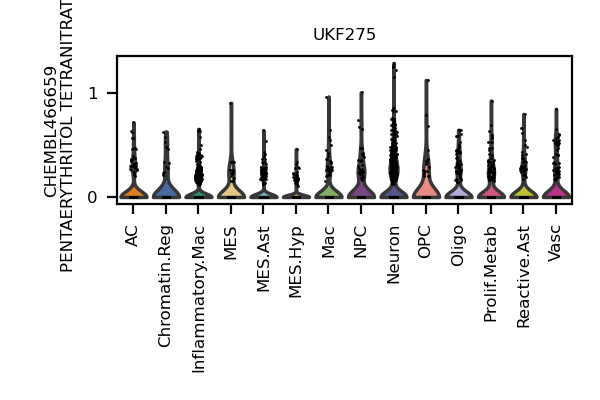 UKF275
CHEMBL466659
PENTAERYTHRITOL TETRANITRAT
1
0
AC
Chromatin.Reg
Inflammatory.Mac
MES
MES.Ast
MES.Hyp
Mac
NPC
Neuron
OPC
Oligo
Prolif.Metab
Reactive.Ast
Vasc